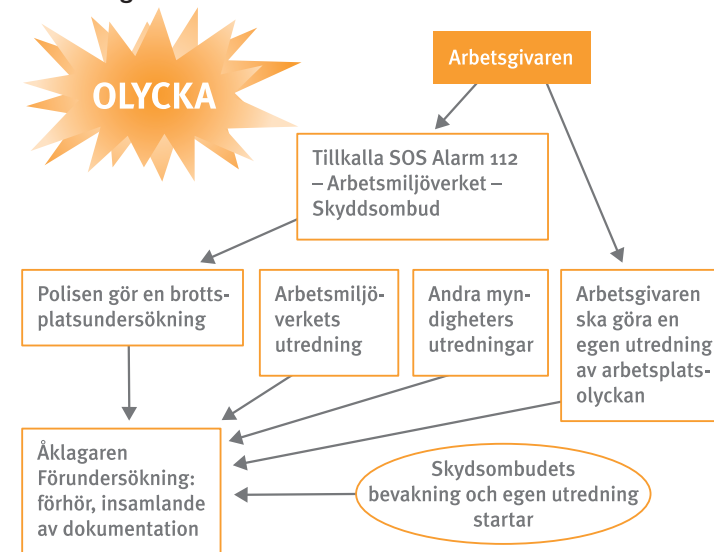 OLYCKA
Arbetsgivaren
Tillkalla SOS Alarm 112
– Arbetsmiljöverket –
Skyddsombud
Polisen gör en brotts-
platsundersökning
Arbetsmiljö-
verkets
utredning
Andra myn-
digheters
utredningar
Arbetsgivaren
ska göra en
egen utredning
av arbetsplats-
olyckan
Åklagaren
Förundersökning:
förhör, insamlande
av dokumentation
Skydsombudets
bevakning och egen utredning
startar